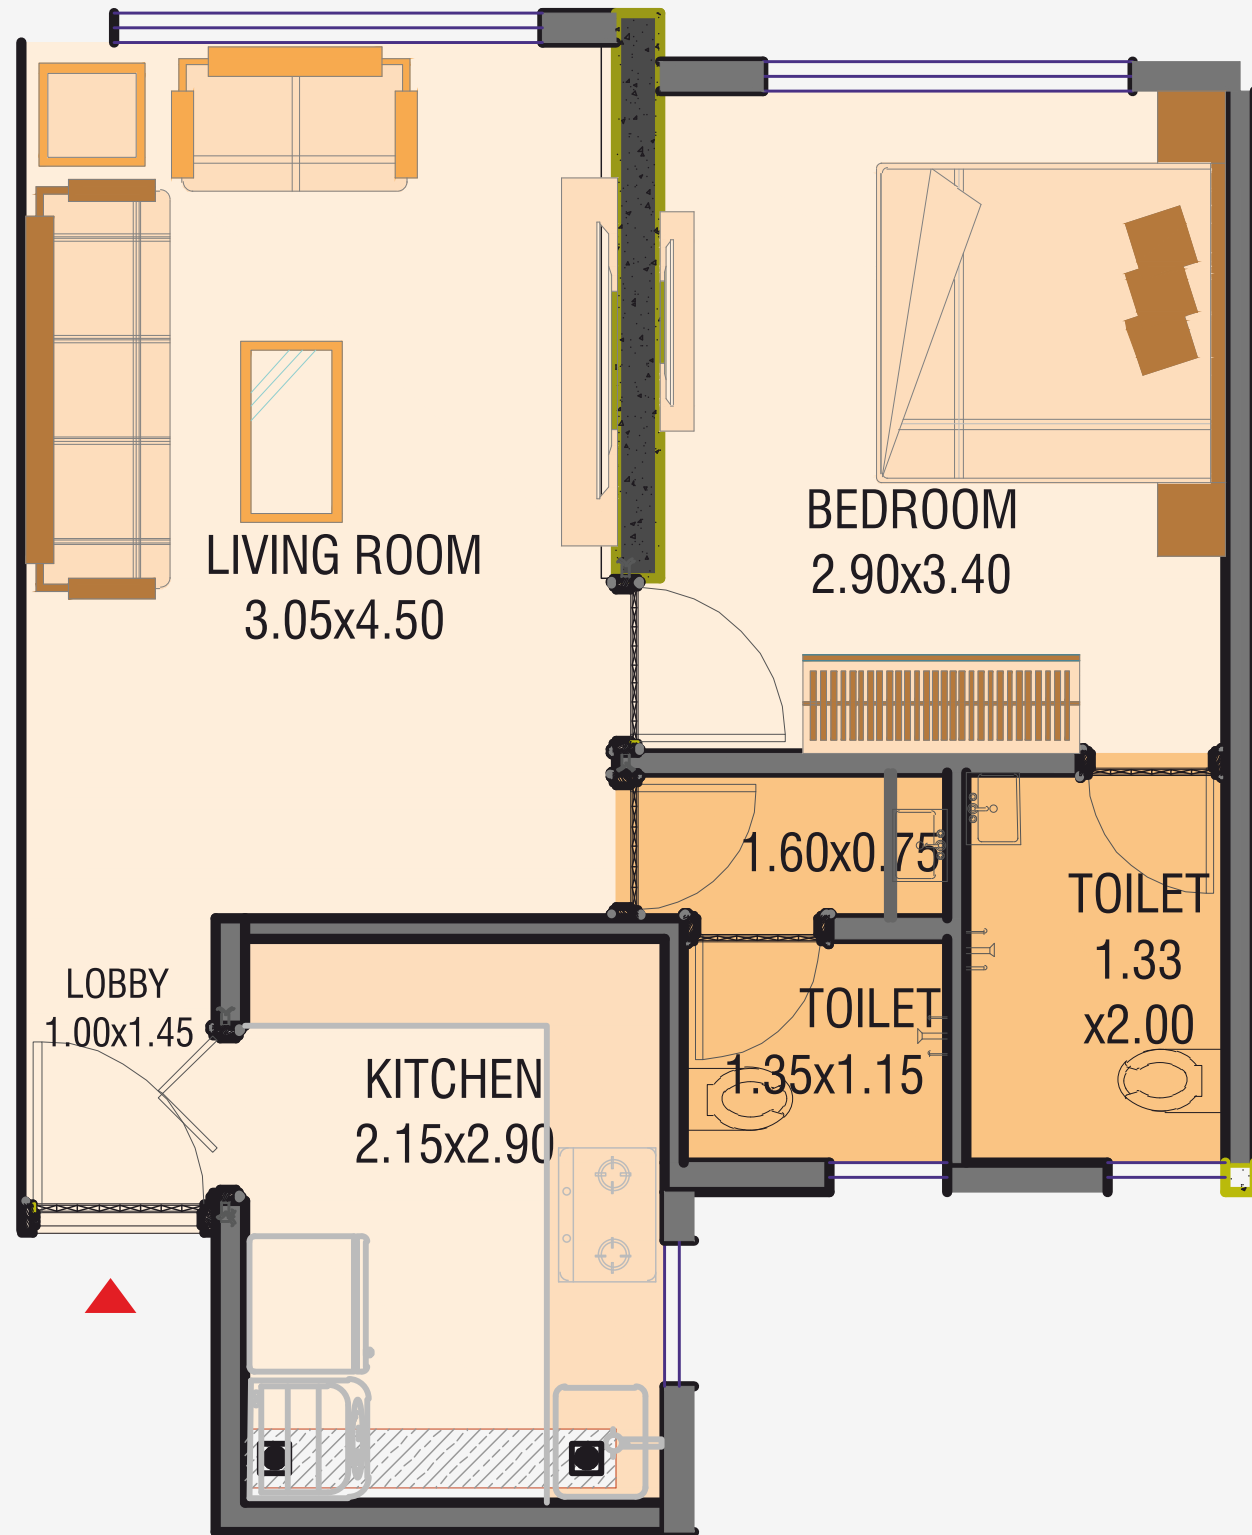 BEDROOM
2.90x3.40
LIVING ROOM
3.05x4.50
1.60x0.75
TOILET
1.33
x2.00
LOBBY
1.00x1.45
TOILET
1.35x1.15
KITCHEN
2.15x2.90